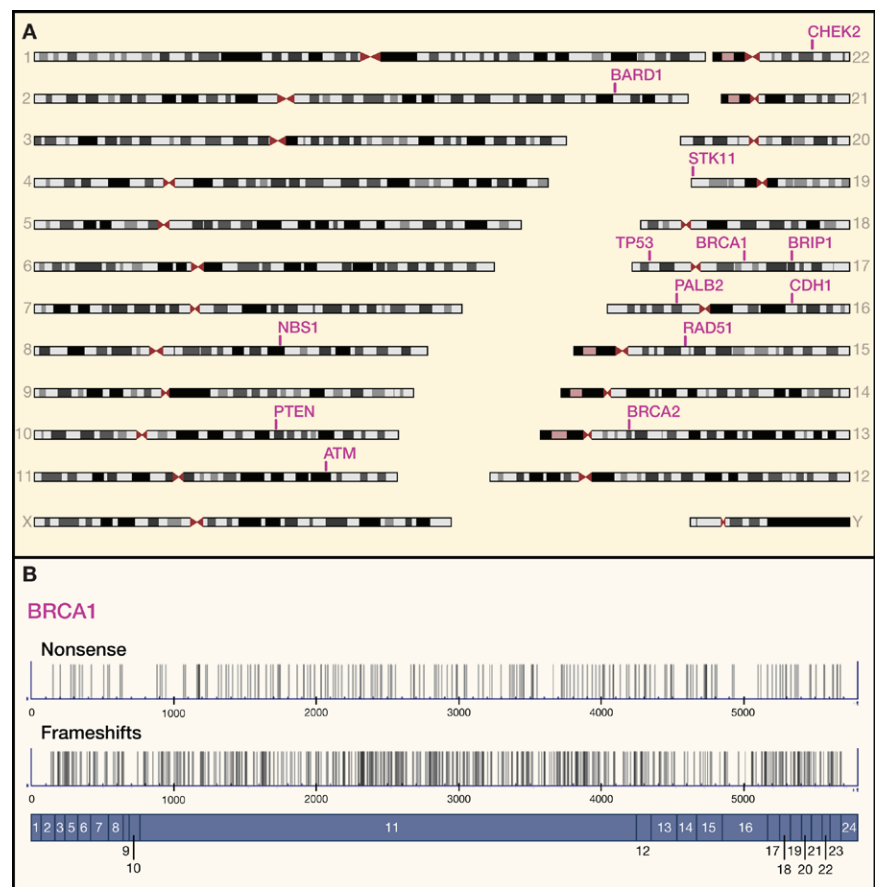 A
CHEK2
1 22
BARD1
2 21
3 20
STK11
4 19
5 18
TP53 BRCA1 BRIP1
6 17
PALB2 CDH1
7 16
NBS1 RAD51
8 15
9 14
PTEN BRCA2
10 13
ATM
11 12
X Y
B
BRCA1
Nonsense
0 1000 2000 3000 4000 5000
Frameshifts
0 1000 2000 3000 4000 5000
1 2 3 5 6 7 8 11 13 14 15 16 24
9 12 17 19 21 23
10 18 20 22